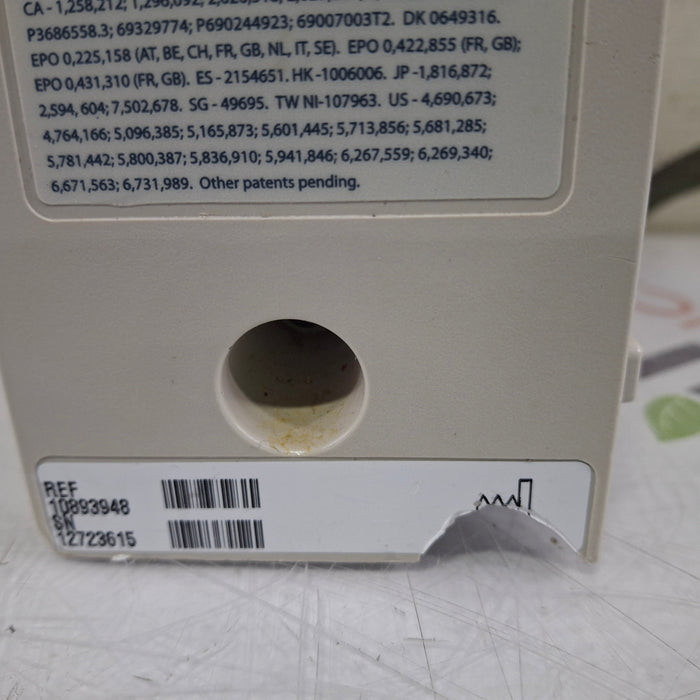 CA - 1,258,212; 1,296,092;
P3686558.3; 69329774; P690244923; 69007003T2. DK 0649316.
EPO 0,225,158 (AT, BE, CH, FR, GB, NL, IT, SE). EPO 0,422,855 (FR, GB);
EPO 0,431,310 (FR, GB). ES - 2154651. HK -1006006. JP -1,816,872;
2,594, 604; 7,502,678. SG - 49695. TW NI-107963. US - 4,690,673;
4,764,166; 5,096,385; 5,165,873; 5,601,445; 5,713,856; 5,681,285;
5,781,442; 5,800,387; 5,836,910; 5,941,846; 6,267,559; 6,269,340;
6,671,563; 6,731,989. Other patents pending.
REF
10893948
SN
12723615